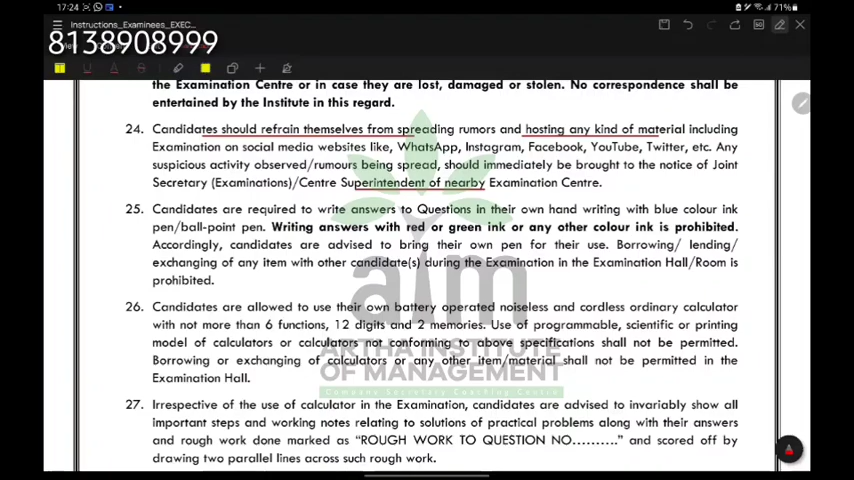 17:24
71%
Instructions_Examinees_EXEC...
8138908999
the Examination Centre or in case they are lost, damaged or stolen. No correspondence shall be
entertained by the Institute in this regard.
24. Candidates should refrain themselves from spreading rumors and hosting any kind of material including
Examination on social media websites like, WhatsApp, Instagram, Facebook, YouTube, Twitter, etc. Any
suspicious activity observed/rumours being spread, should immediately be brought to the notice of Joint
Secretary (Examinations)/Centre Superintendent of nearby Examination Centre.
25. Candidates are required to write answers to Questions in their own hand writing with blue colour ink
pen/ball-point pen. Writing answers with red or green ink or any other colour ink is prohibited.
Accordingly, candidates are advised to bring their own pen for their use. Borrowing/ lending/
exchanging of any item with other candidate(s) during the Examination in the Examination Hall/Room is
prohibited.
26. Candidates are allowed to use their own battery operated noiseless and cordless ordinary calculator
with not more than 6 functions, 12 digits and 2 memories. Use of programmable, scientific or printing
model of calculators or calculators not conforming to above specifications shall not be permitted.
Borrowing or exchanging of calculators or any other item/material shall not be permitted in the
Examination Hall.
27. Irrespective of the use of calculator in the Examination, candidates are advised to invariably show all
important steps and working notes relating to solutions of practical problems along with their answers
and rough work done marked as “ROUGH WORK TO QUESTION NO..........” and scored off by
drawing two parallel lines across such rough work.
aim
ARTHA INSTITUTE
OF MANAGEMENT
Company Secretary Coaching Centre